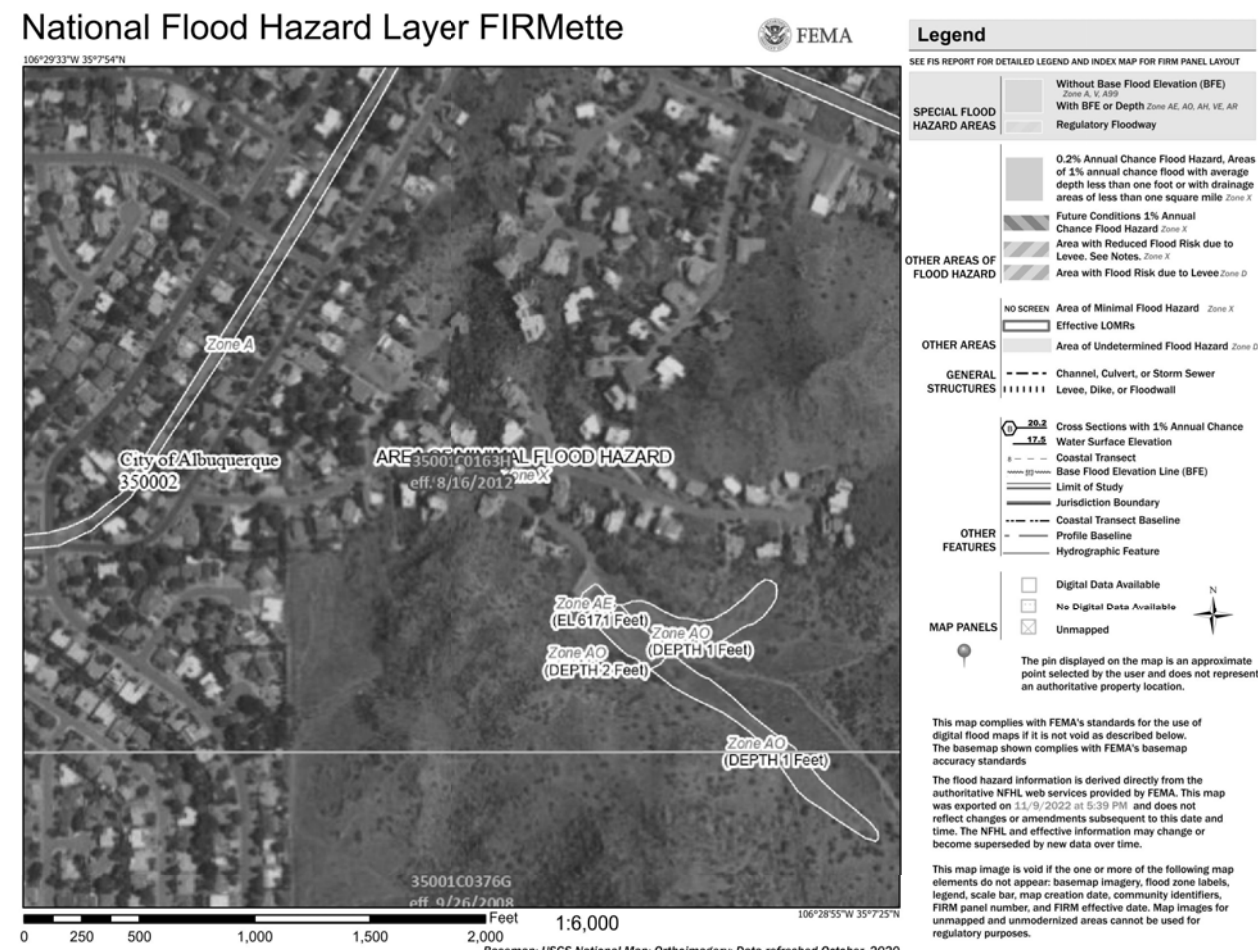 National Flood Hazard Layer FIRMette
FEMA
106°29'33"W 35°7'54"N
Zone A
City of Albuquerque
350002
AREA OF MINIMAL FLOOD HAZARD
35001C0163H
Zone X
eff. 8/16/2012
Zone AE
(EL 6171 Feet)
Zone AO
(DEPTH 1 Feet)
Zone AO
(DEPTH 2 Feet)
Zone AO
(DEPTH 1 Feet)
35001C0376G
eff. 9/26/2008
106°28'55"W 35°7'25"N
Feet
1:6,000
0 250 500 1,000 1,500 2,000
Basemap: USGS National Map: Orthoimagery: Data refreshed October, 2020
Legend
SEE FIS REPORT FOR DETAILED LEGEND AND INDEX MAP FOR FIRM PANEL LAYOUT
SPECIAL FLOOD
HAZARD AREAS
Without Base Flood Elevation (BFE)
Zone A, V, A99
With BFE or Depth Zone AE, AO, AH, VE, AR
Regulatory Floodway
0.2% Annual Chance Flood Hazard, Areas
of 1% annual chance flood with average
depth less than one foot or with drainage
areas of less than one square mile Zone X
Future Conditions 1% Annual
Chance Flood Hazard Zone X
Area with Reduced Flood Risk due to
Levee. See Notes. Zone X
Area with Flood Risk due to Levee Zone D
OTHER AREAS OF
FLOOD HAZARD
NO SCREEN Area of Minimal Flood Hazard Zone X
Effective LOMRs
Area of Undetermined Flood Hazard Zone D
OTHER AREAS
GENERAL
STRUCTURES
Channel, Culvert, or Storm Sewer
Levee, Dike, or Floodwall
B 20.2 Cross Sections with 1% Annual Chance
17.5 Water Surface Elevation
8 Coastal Transect
513 Base Flood Elevation Line (BFE)
Limit of Study
Jurisdiction Boundary
Coastal Transect Baseline
Profile Baseline
Hydrographic Feature
OTHER
FEATURES
Digital Data Available
No Digital Data Available
Unmapped
MAP PANELS
N
The pin displayed on the map is an approximate
point selected by the user and does not represent
an authoritative property location.
This map complies with FEMA's standards for the use of
digital flood maps if it is not void as described below.
The basemap shown complies with FEMA's basemap
accuracy standards
The flood hazard information is derived directly from the
authoritative NFHL web services provided by FEMA. This map
was exported on 11/9/2022 at 5:39 PM and does not
reflect changes or amendments subsequent to this date and
time. The NFHL and effective information may change or
become superseded by new data over time.
This map image is void if the one or more of the following map
elements do not appear: basemap imagery, flood zone labels,
legend, scale bar, map creation date, community identifiers,
FIRM panel number, and FIRM effective date. Map images for
unmapped and unmodernized areas cannot be used for
regulatory purposes.